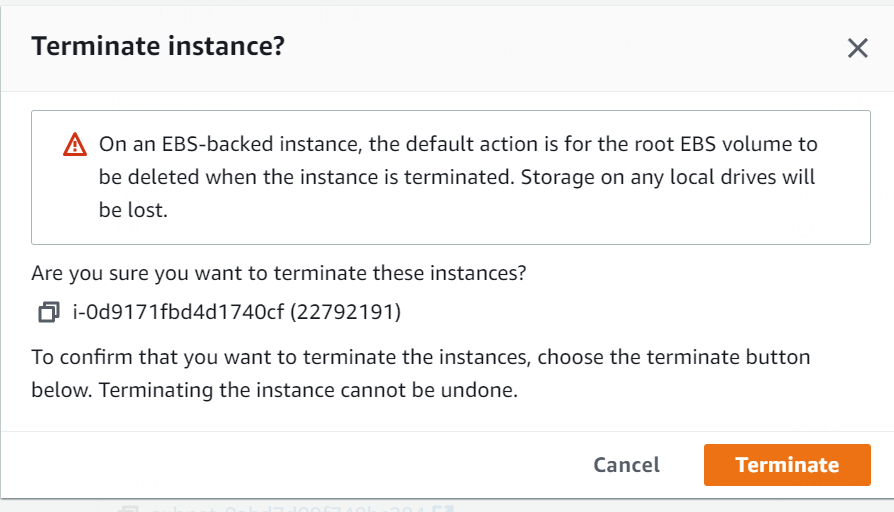 Terminate instance?
On an EBS-backed instance, the default action is for the root EBS volume to
be deleted when the instance is terminated. Storage on any local drives will
be lost.
Are you sure you want to terminate these instances?
i-0d9171fbd4d1740cf (22792191)
To confirm that you want to terminate the instances, choose the terminate button
below. Terminating the instance cannot be undone.
Cancel Terminate